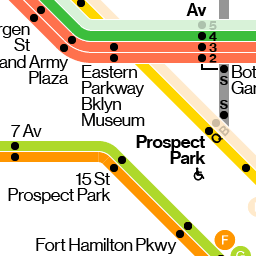 Av
5
4
3
2
rgen
St
and Army
Plaza
Eastern
Parkway
Bklyn
Museum
Bot
Gar
S
S
7 Av
Prospect
Park
Q
B
15 St
Prospect Park
Fort Hamilton Pkwy
F
G